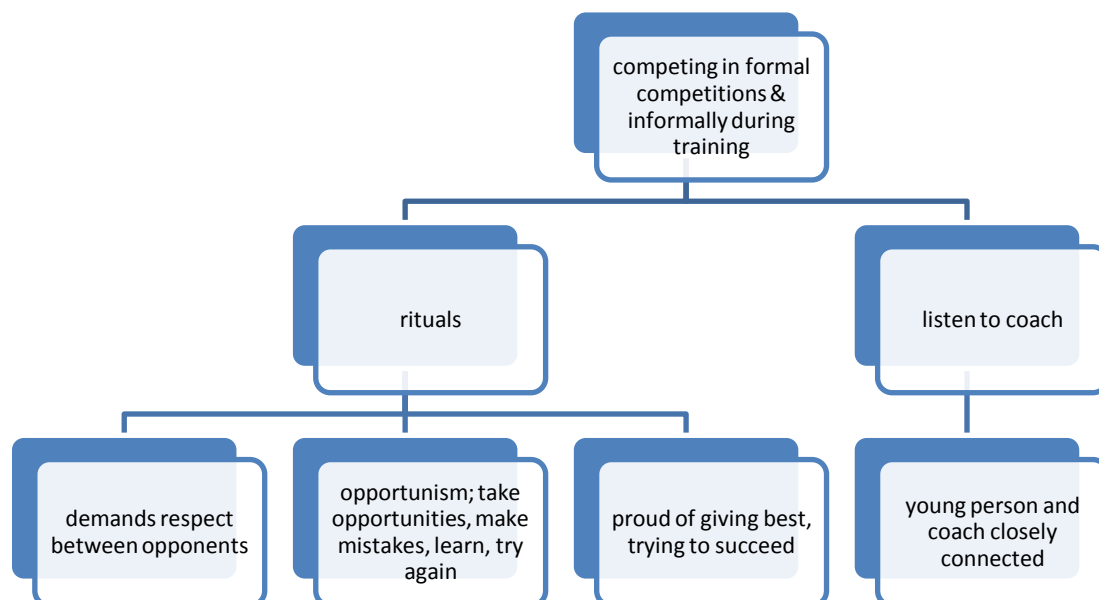 competing in formal
competitions &
informally during
training
rituals
listen to coach
demands respect
between opponents
opportunism; take
opportunities, make
mistakes, learn, try
again
proud of giving best,
trying to succeed
young person and
coach closely
connected